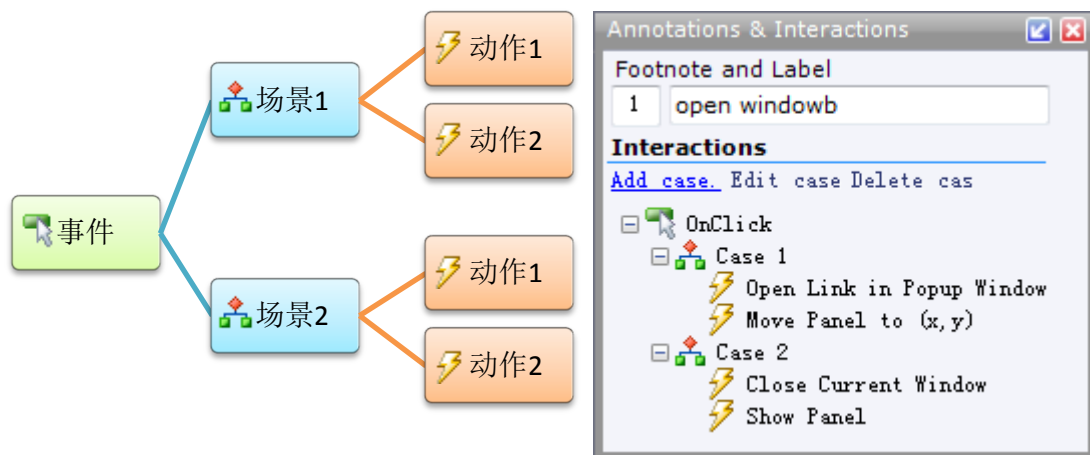 动作1
场景1
动作2
事件
动作1
场景2
动作2
Annotations & Interactions
Footnote and Label
1 open windowb
Interactions
Add case. Edit case Delete cas
OnClick
Case 1
Open Link in Popup Window
Move Panel to (x,y)
Case 2
Close Current Window
Show Panel